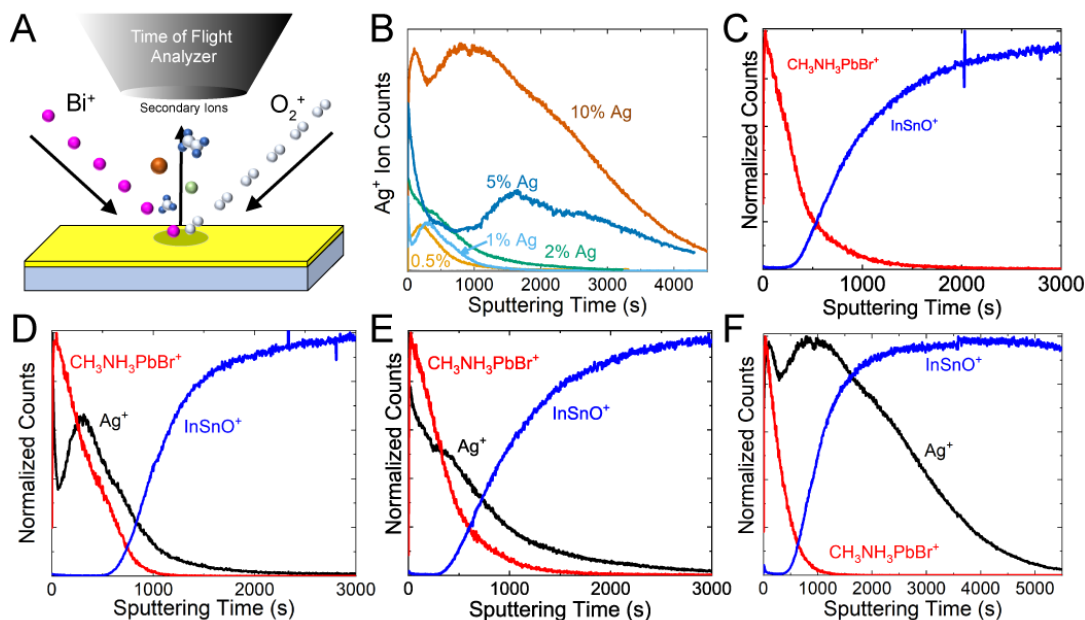 A
Time of Flight
Analyzer
Secondary Ions
Bi⁺
O₂⁺
B
Ag⁺ Ion Counts
10% Ag
5% Ag
1% Ag
2% Ag
0.5%
0 1000 2000 3000 4000
Sputtering Time (s)
C
Normalized Counts
CH₃NH₃PbBr⁺
InSnO⁺
0 500 1000 2000 3000
Sputtering Time (s)
D
Normalized Counts
CH₃NH₃PbBr⁺
Ag⁺
InSnO⁺
0 1000 2000 3000
Sputtering Time (s)
E
Normalized Counts
CH₃NH₃PbBr⁺
InSnO⁺
Ag⁺
0 500 1000 2000 3000
Sputtering Time (s)
F
Normalized Counts
InSnO⁺
Ag⁺
CH₃NH₃PbBr⁺
0 1000 2000 3000 4000 5000
Sputtering Time (s)